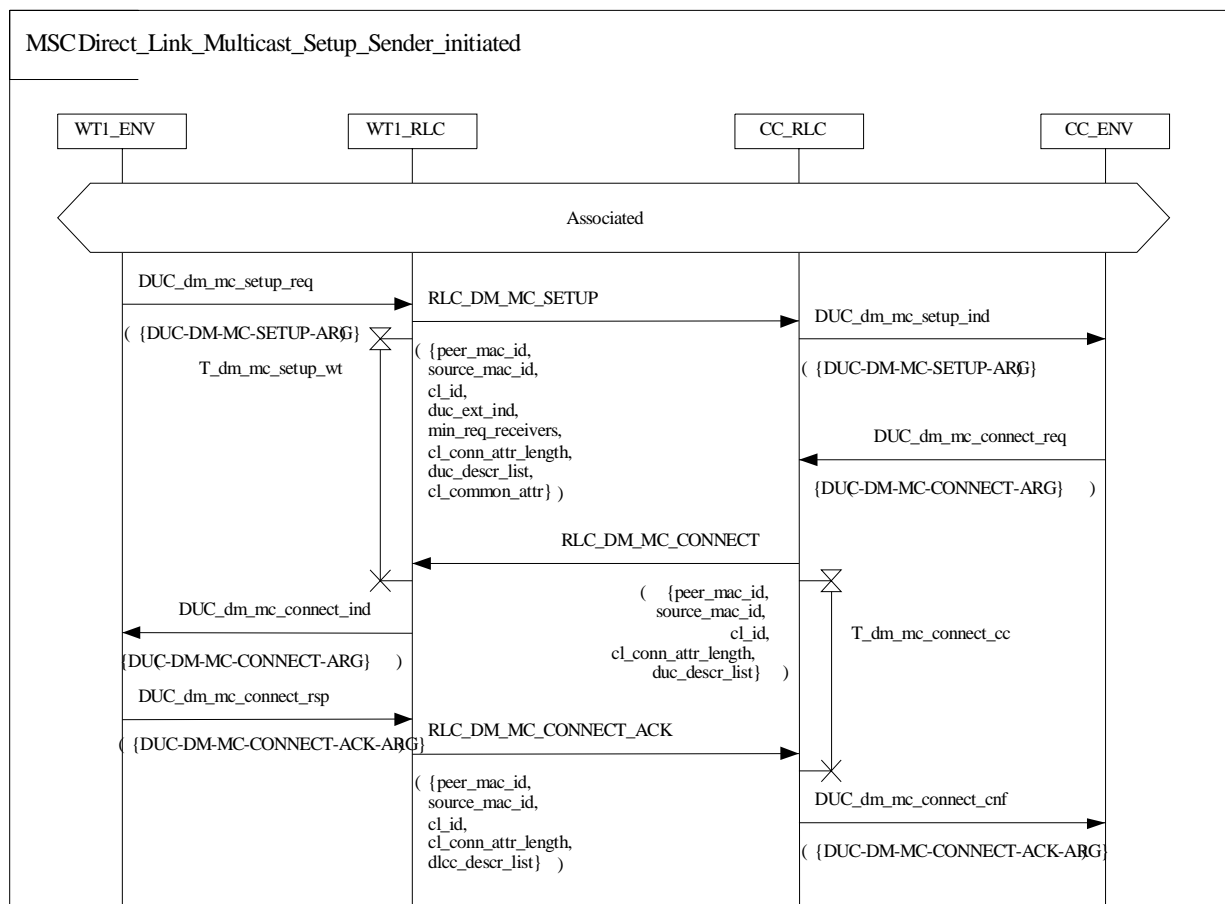 MSC Direct_Link_Multicast_Setup_Sender_initiated
WT1_ENV
WT1_RLC
CC_RLC
CC_ENV
Associated
DUC_dm_mc_setup_req
( {DUC-DM-MC-SETUP-ARG} )
RLC_DM_MC_SETUP
( {peer_mac_id,
source_mac_id,
cl_id,
duc_ext_ind,
min_req_receivers,
cl_conn_attr_length,
duc_descr_list,
cl_common_attr} )
T_dm_mc_setup_wt
DUC_dm_mc_setup_ind
( {DUC-DM-MC-SETUP-ARG} )
DUC_dm_mc_connect_req
( {DUC-DM-MC-CONNECT-ARG} )
RLC_DM_MC_CONNECT
( {peer_mac_id,
source_mac_id,
cl_id,
cl_conn_attr_length,
duc_descr_list} )
T_dm_mc_connect_cc
DUC_dm_mc_connect_ind
( {DUC-DM-MC-CONNECT-ARG} )
DUC_dm_mc_connect_rsp
( {DUC-DM-MC-CONNECT-ACK-ARG} )
RLC_DM_MC_CONNECT_ACK
( {peer_mac_id,
source_mac_id,
cl_id,
cl_conn_attr_length,
dlcc_descr_list} )
DUC_dm_mc_connect_cnf
( {DUC-DM-MC-CONNECT-ACK-ARG} )